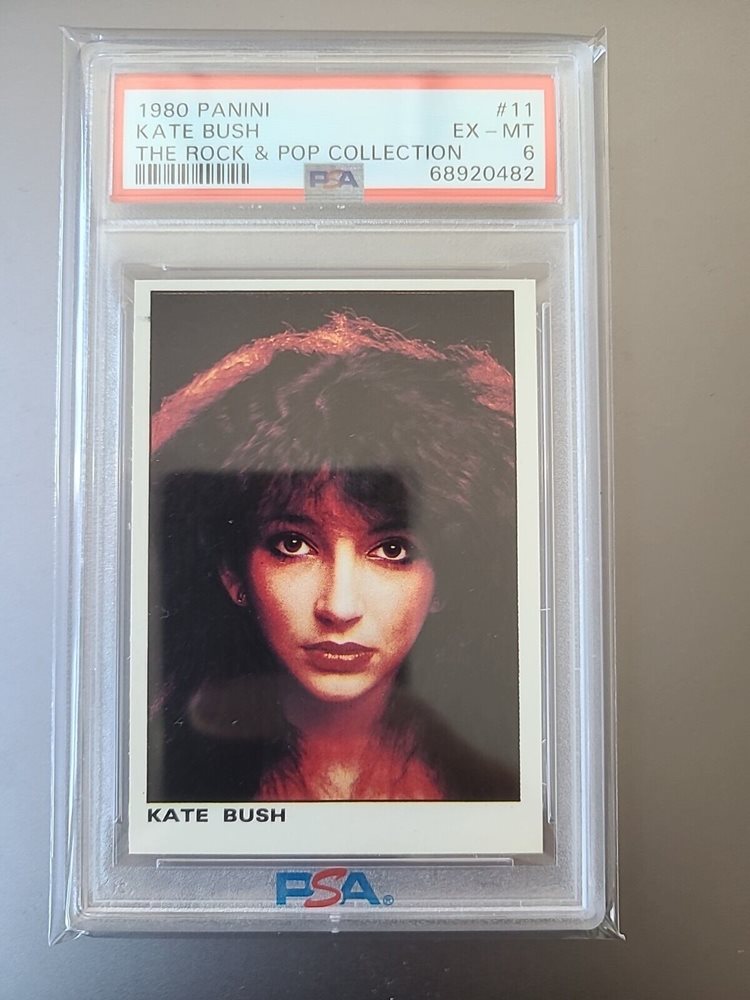 1980 PANINI #11
KATE BUSH EX - MT
THE ROCK & POP COLLECTION 6
PSA 68920482
KATE BUSH
PSA®